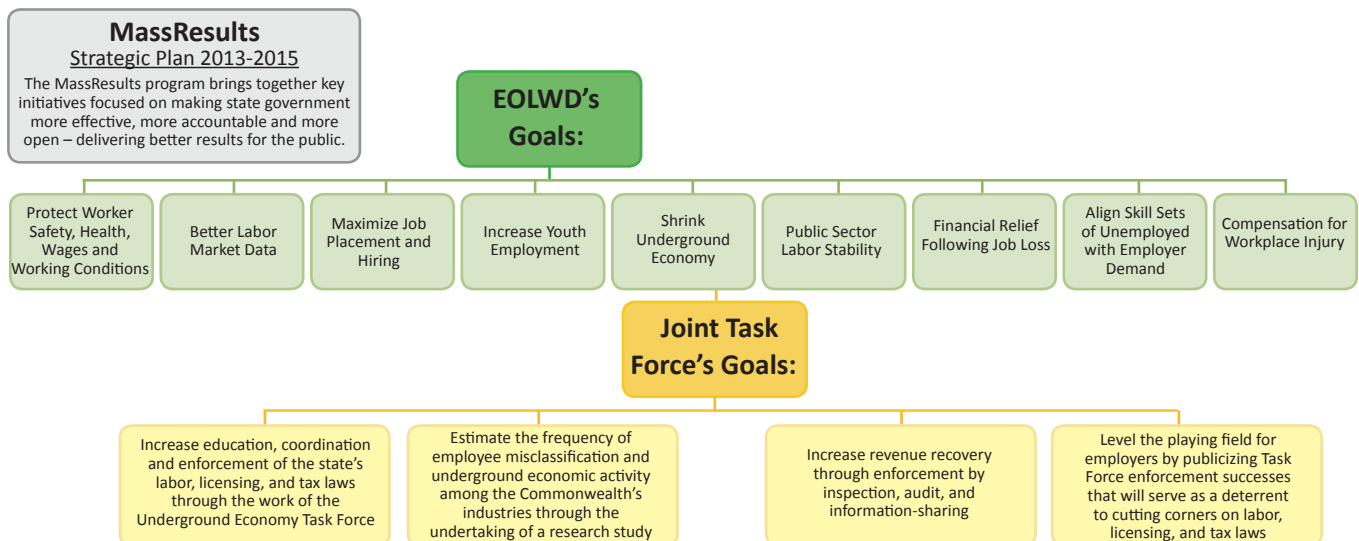 MassResults
Strategic Plan 2013-2015
The MassResults program brings together key
initiatives focused on making state government
more effective, more accountable and more
open – delivering better results for the public.
EOLWD's
Goals:
Protect Worker
Safety, Health,
Wages and
Working Conditions
Better Labor
Market Data
Maximize Job
Placement and
Hiring
Increase Youth
Employment
Shrink
Underground
Economy
Public Sector
Labor Stability
Financial Relief
Following Job Loss
Align Skill Sets
of Unemployed
with Employer
Demand
Compensation for
Workplace Injury
Joint Task
Force's Goals:
Increase education, coordination
and enforcement of the state's
labor, licensing, and tax laws
through the work of the
Underground Economy Task Force
Estimate the frequency of
employee misclassification and
underground economic activity
among the Commonwealth's
industries through the
undertaking of a research study
Increase revenue recovery
through enforcement by
inspection, audit, and
information-sharing
Level the playing field for
employers by publicizing Task
Force enforcement successes
that will serve as a deterrent
to cutting corners on labor,
licensing, and tax laws